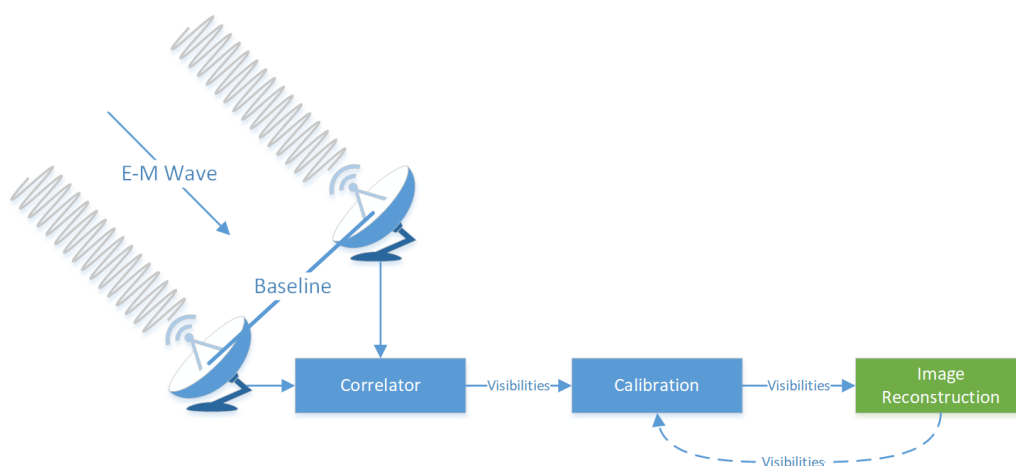 E-M Wave
Baseline
Correlator
Visibilities
Calibration
Visibilities
Image
Reconstruction
Visibilities